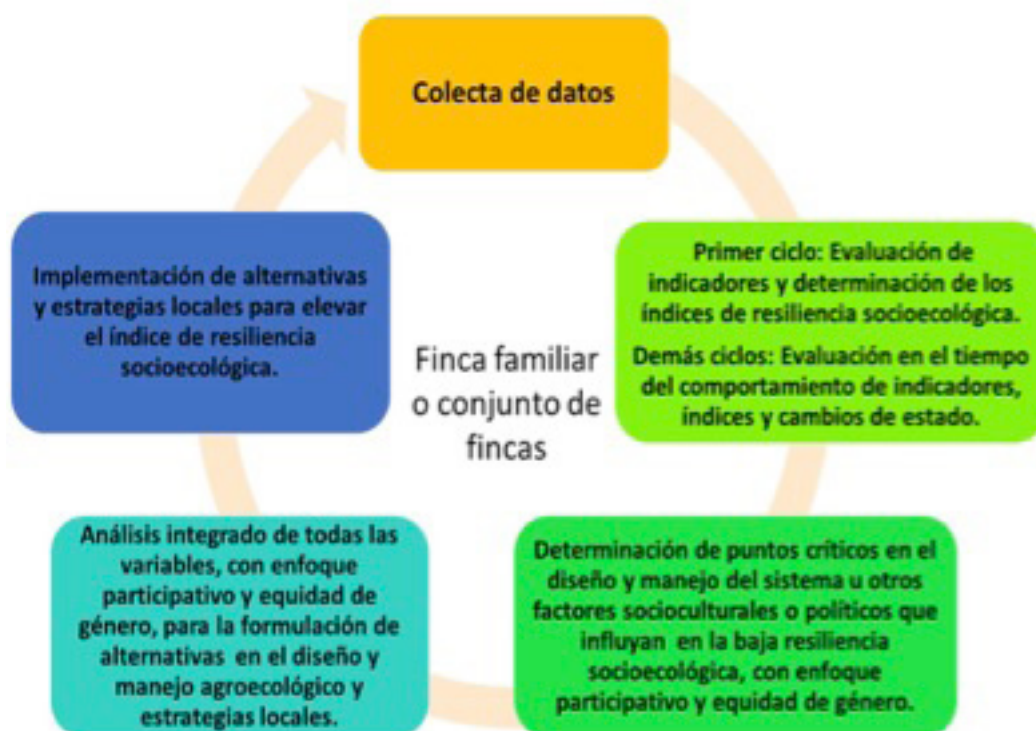 Colecta de datos
Primer ciclo: Evaluación de
indicadores y determinación de los
índices de resiliencia socioecológica.
Demás ciclos: Evaluación en el tiempo
del comportamiento de indicadores,
índices y cambios de estado.
Determinación de puntos críticos en el
diseño y manejo del sistema u otros
factores socioculturales o políticos que
influyan en la baja resiliencia
socioecológica, con enfoque
participativo y equidad de género.
Análisis integrado de todas las
variables, con enfoque
participativo y equidad de
género, para la formulación de
alternativas en el diseño y
manejo agroecológico y
estrategias locales.
Implementación de alternativas
y estrategias locales para elevar
el índice de resiliencia
socioecológica.
Finca familiar
o conjunto de
fincas